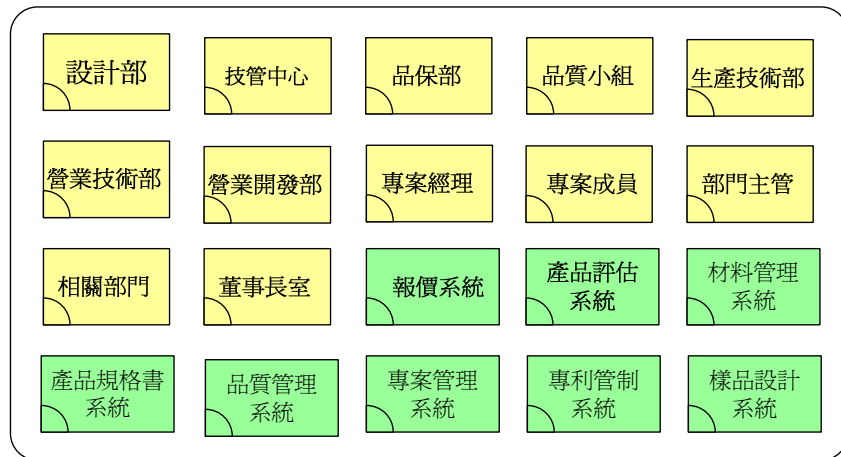 設計部
技管中心
品保部
品質小組
生產技術部
營業技術部
營業開發部
專案經理
專案成員
部門主管
相關部門
董事長室
報價系統
產品評估
系統
材料管理
系統
產品規格書
系統
品質管理
系統
專案管理
系統
專利管制
系統
樣品設計
系統